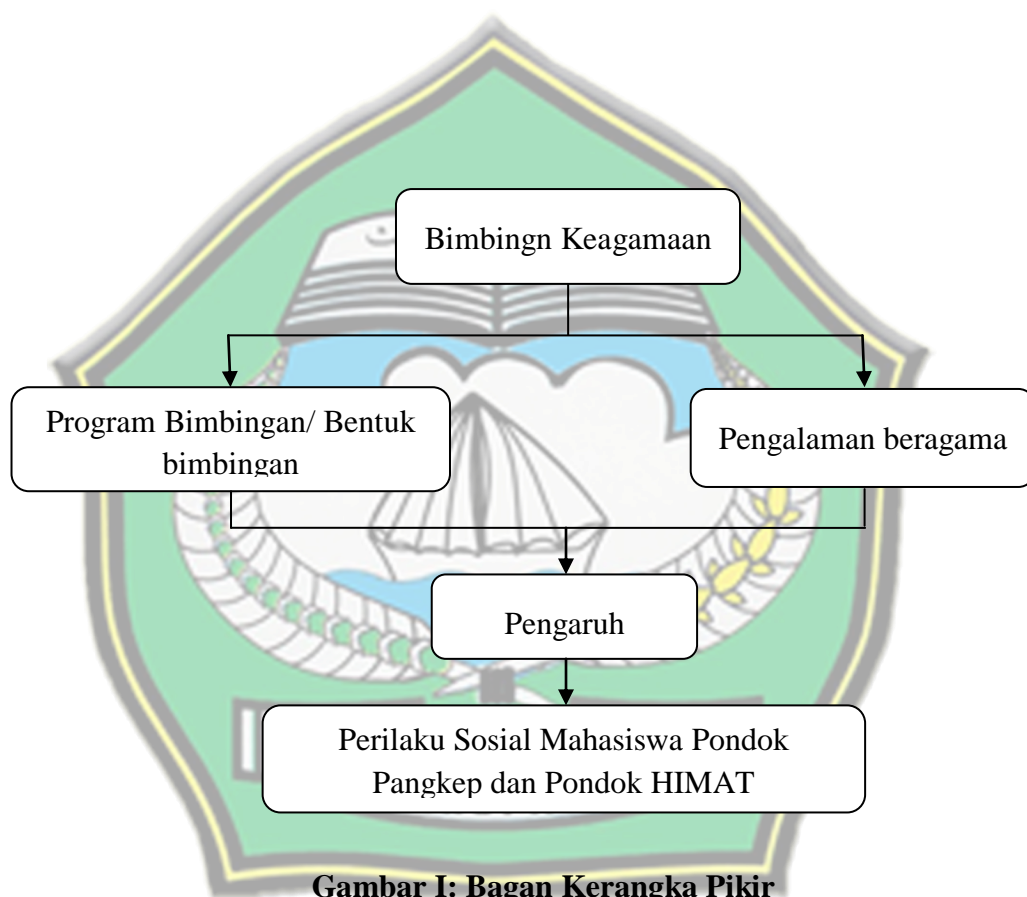 Bimbingn Keagamaan
Program Bimbingan/ Bentuk
bimbingan
Pengalaman beragama
Pengaruh
Perilaku Sosial Mahasiswa Pondok
Pangkep dan Pondok HIMAT
Gambar I: Bagan Kerangka Pikir